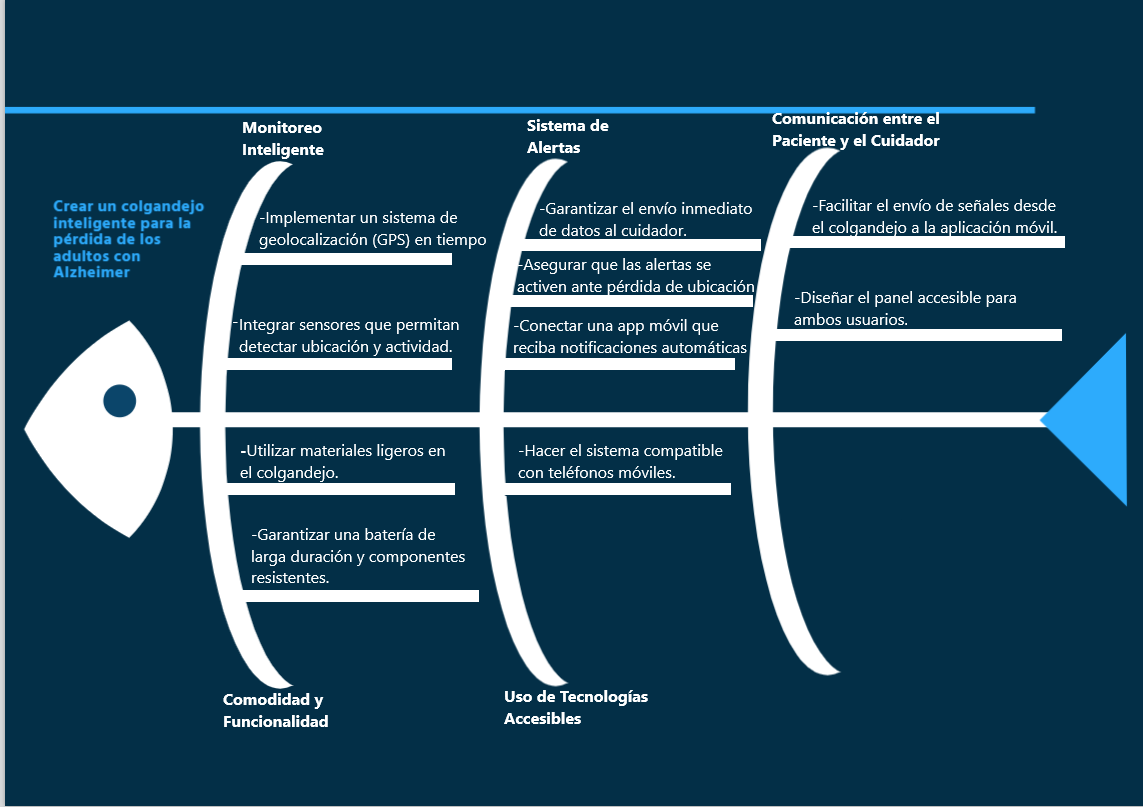 Monitoreo
Inteligente
Sistema de
Alertas
Comunicación entre el
Paciente y el Cuidador
Crear un colgandejo
inteligente para la
pérdida de los
adultos con
Alzheimer
-Implementar un sistema de
geolocalización (GPS) en tiempo
-Integrar sensores que permitan
detectar ubicación y actividad.
-Garantizar el envío inmediato
de datos al cuidador.
-Asegurar que las alertas se
activen ante pérdida de ubicación
-Conectar una app móvil que
reciba notificaciones automáticas
-Facilitar el envío de señales desde
el colgandejo a la aplicación móvil.
-Diseñar el panel accesible para
ambos usuarios.
-Utilizar materiales ligeros en
el colgandejo.
-Garantizar una batería de
larga duración y componentes
resistentes.
-Hacer el sistema compatible
con teléfonos móviles.
Comodidad y
Funcionalidad
Uso de Tecnologías
Accesibles